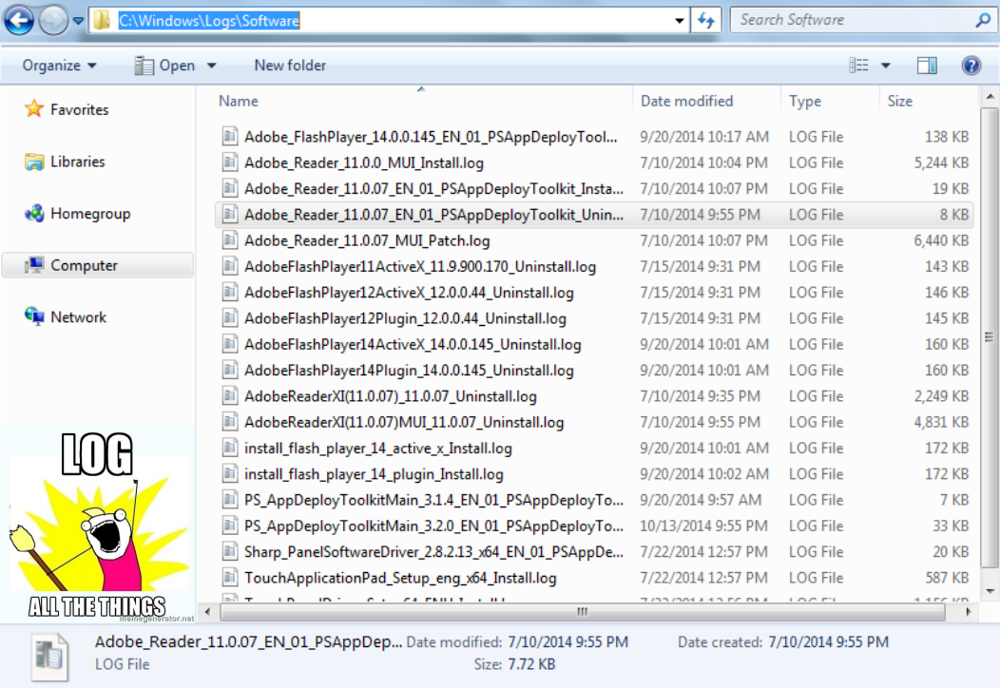 C:\Windows\Logs\Software
Search Software
Organize Open New folder
Name Date modified Type Size
Favorites
Libraries
Homegroup
Computer
Network
Adobe_FlashPlayer_14.0.0.145_EN_01_PSAppDeployTool... 9/20/2014 10:17 AM LOG File 138 KB
Adobe_Reader_11.0.0_MUI_Install.log 7/10/2014 10:04 PM LOG File 5,244 KB
Adobe_Reader_11.0.07_EN_01_PSAppDeployToolkit_Insta... 7/10/2014 10:07 PM LOG File 19 KB
Adobe_Reader_11.0.07_EN_01_PSAppDeployToolkit_Unin... 7/10/2014 9:55 PM LOG File 8 KB
Adobe_Reader_11.0.07_MUI_Patch.log 7/10/2014 10:07 PM LOG File 6,440 KB
AdobeFlashPlayer11ActiveX_11.9.900.170_Uninstall.log 7/15/2014 9:31 PM LOG File 143 KB
AdobeFlashPlayer12ActiveX_12.0.0.44_Uninstall.log 7/15/2014 9:31 PM LOG File 146 KB
AdobeFlashPlayer12Plugin_12.0.0.44_Uninstall.log 7/15/2014 9:31 PM LOG File 145 KB
AdobeFlashPlayer14ActiveX_14.0.0.145_Uninstall.log 9/20/2014 10:01 AM LOG File 160 KB
AdobeFlashPlayer14Plugin_14.0.0.145_Uninstall.log 9/20/2014 10:01 AM LOG File 160 KB
AdobeReaderXI(11.0.07)_11.0.07_Uninstall.log 7/10/2014 9:35 PM LOG File 2,249 KB
AdobeReaderXI(11.0.07)MUI_11.0.07_Uninstall.log 7/10/2014 9:55 PM LOG File 4,831 KB
install_flash_player_14_active_x_Install.log 9/20/2014 10:01 AM LOG File 172 KB
install_flash_player_14_plugin_Install.log 9/20/2014 10:02 AM LOG File 172 KB
PS_AppDeployToolkitMain_3.1.4_EN_01_PSAppDeployTo... 9/20/2014 9:57 AM LOG File 7 KB
PS_AppDeployToolkitMain_3.2.0_EN_01_PSAppDeployTo... 10/13/2014 9:55 PM LOG File 33 KB
Sharp_PanelSoftwareDriver_2.8.2.13_x64_EN_01_PSAppDe... 7/22/2014 12:57 PM LOG File 20 KB
TouchApplicationPad_Setup_eng_x64_Install.log 7/22/2014 12:57 PM LOG File 587 KB
LOG
ALL THE THINGS
memegenerator.net
Adobe_Reader_11.0.07_EN_01_PSAppDep... Date modified: 7/10/2014 9:55 PM Date created: 7/10/2014 9:55 PM
LOG File Size: 7.72 KB